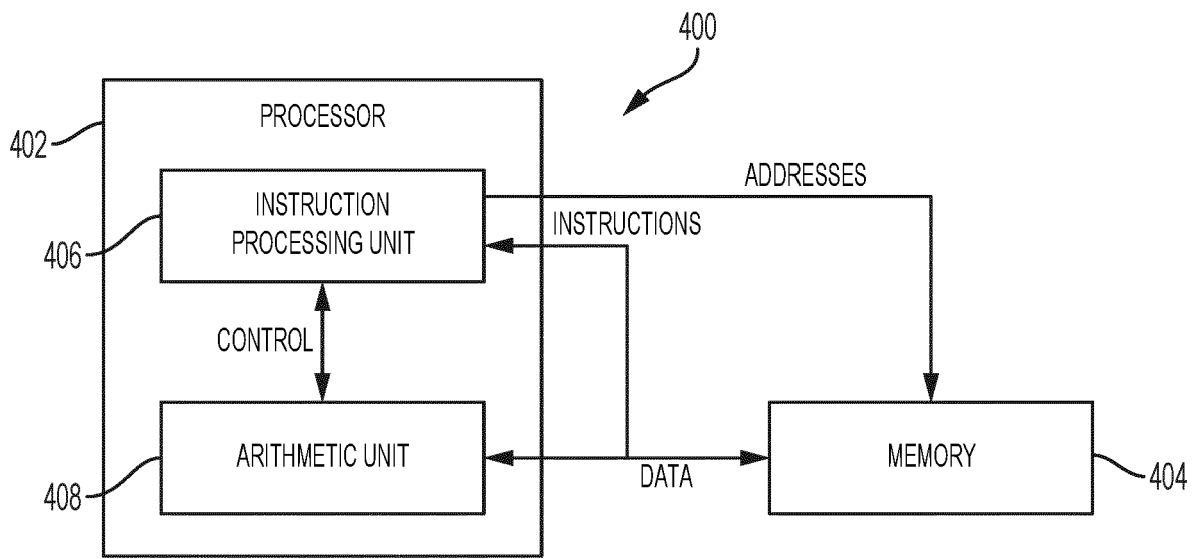 400
PROCESSOR
402
ADDRESSES
INSTRUCTION
PROCESSING UNIT
INSTRUCTIONS
406
CONTROL
ARITHMETIC UNIT
MEMORY
DATA
408
404